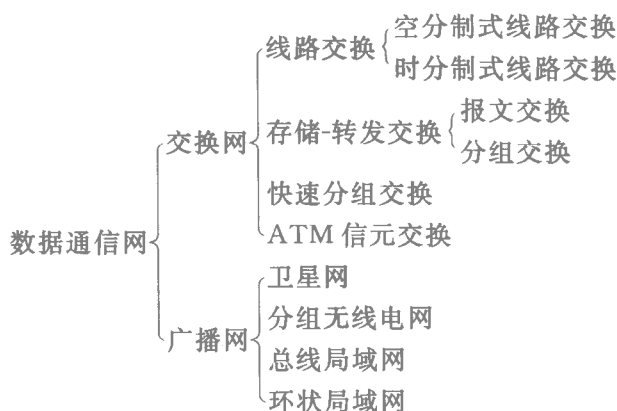 数据通信网
交换网
线路交换
空分制式线路交换
时分制式线路交换
存储-转发交换
报文交换
分组交换
快速分组交换
ATM 信元交换
广播网
卫星网
分组无线电网
总线局域网
环状局域网